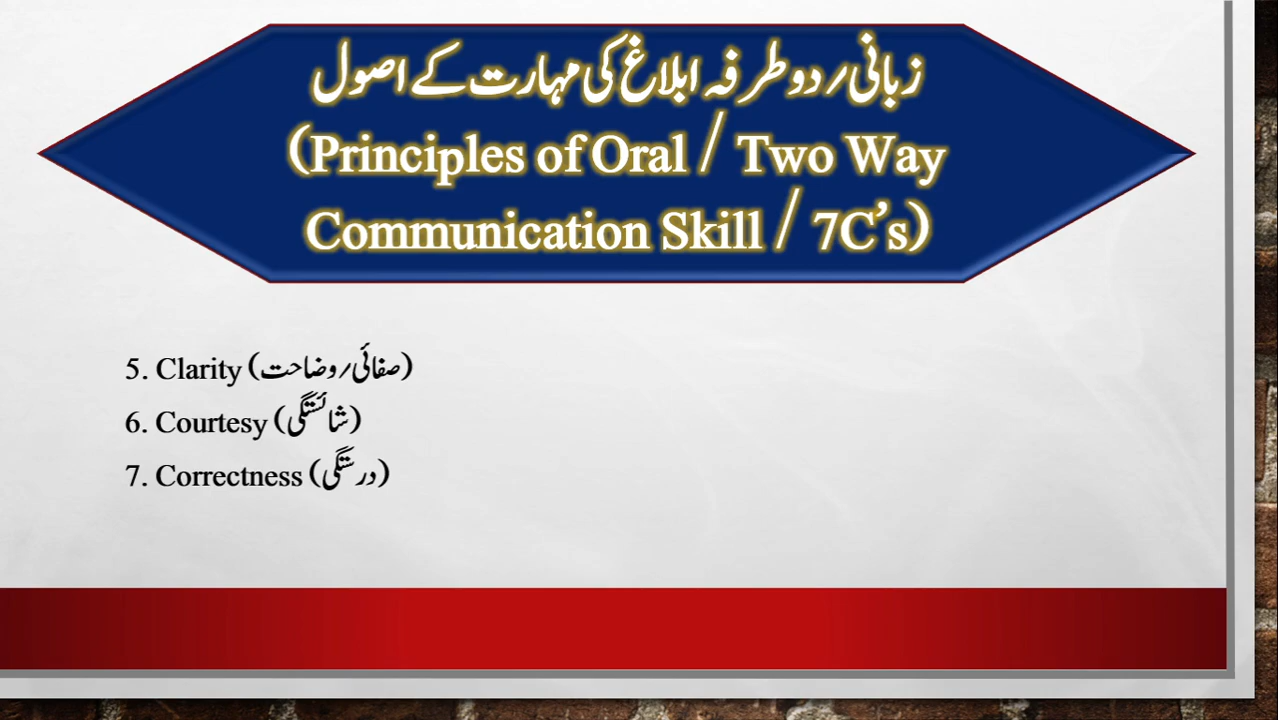 زبانی/دو طرفہ ابلاغ کی مہارت کے اصول
(Principles of Oral / Two Way
Communication Skill / 7C’s)
5. Clarity (صفائی/وضاحت)
6. Courtesy (شائستگی)
7. Correctness (درستگی)